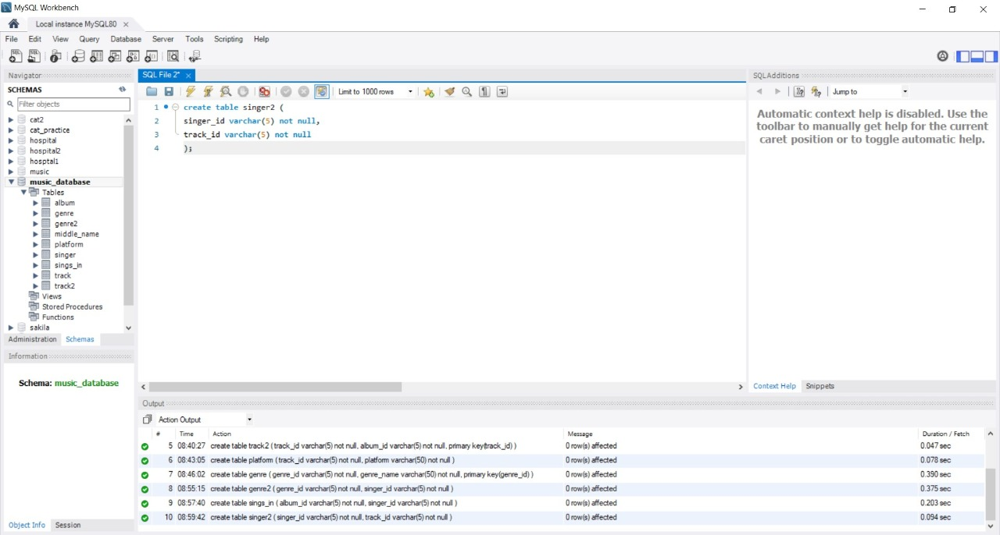 MySQL Workbench
Local instance MySQL80
File Edit View Query Database Server Tools Scripting Help
Navigator
SCHEMAS
Filter objects
cat2
cat_practice
hospital
hospital2
hosptal1
music
music_database
Tables
album
genre
genre2
middle_name
platform
singer
sings_in
track
track2
Views
Stored Procedures
Functions
sakila
Administration Schemas
Information
Schema: music_database
Object Info Session
SQL File 2*
Limit to 1000 rows
1 create table singer2 (
2 singer_id varchar(5) not null,
3 track_id varchar(5) not null
4 );
SQLAdditions
Jump to
Automatic context help is disabled. Use the
toolbar to manually get help for the current
caret position or to toggle automatic help.
Context Help Snippets
Output
Action Output
# Time Action Message Duration / Fetch
5 08:40:27 create table track2 ( track_id varchar(5) not null, album_id varchar(5) not null, primary key(track_id) ) 0 row(s) affected 0.047 sec
6 08:43:05 create table platform ( track_id varchar(5) not null, platform varchar(50) not null ) 0 row(s) affected 0.078 sec
7 08:46:02 create table genre ( genre_id varchar(5) not null, genre_name varchar(50) not null, primary key(genre_id) ) 0 row(s) affected 0.390 sec
8 08:55:15 create table genre2 ( genre_id varchar(5) not null, singer_id varchar(5) not null ) 0 row(s) affected 0.375 sec
9 08:57:40 create table sings_in ( album_id varchar(5) not null, singer_id varchar(5) not null ) 0 row(s) affected 0.203 sec
10 08:59:42 create table singer2 ( singer_id varchar(5) not null, track_id varchar(5) not null ) 0 row(s) affected 0.094 sec